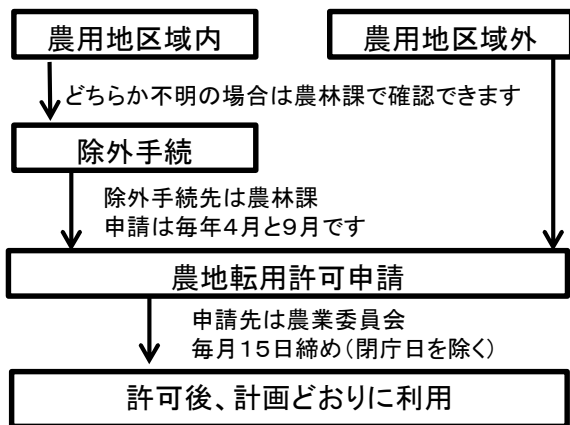 農用地区域内
農用地区域外
どちらか不明の場合は農林課で確認できます
除外手続
除外手続先は農林課
申請は毎年4月と9月です
農地転用許可申請
申請先は農業委員会
毎月15日締め(閉庁日を除く)
許可後、計画どおりに利用